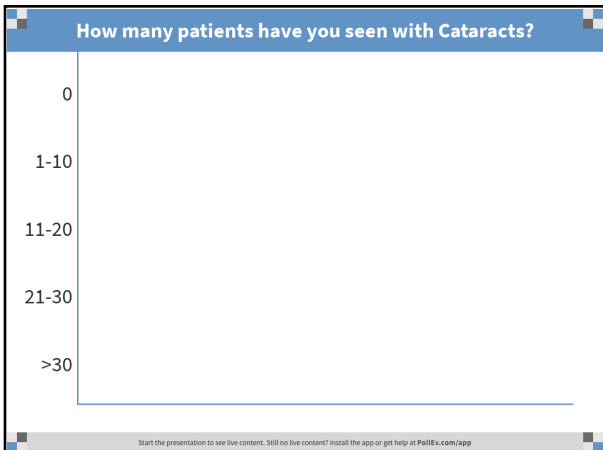 How many patients have you seen with Cataracts?
0
1-10
11-20
21-30
>30
Start the presentation to see live content. Still no live content? Install the app or get help at PollEv.com/app